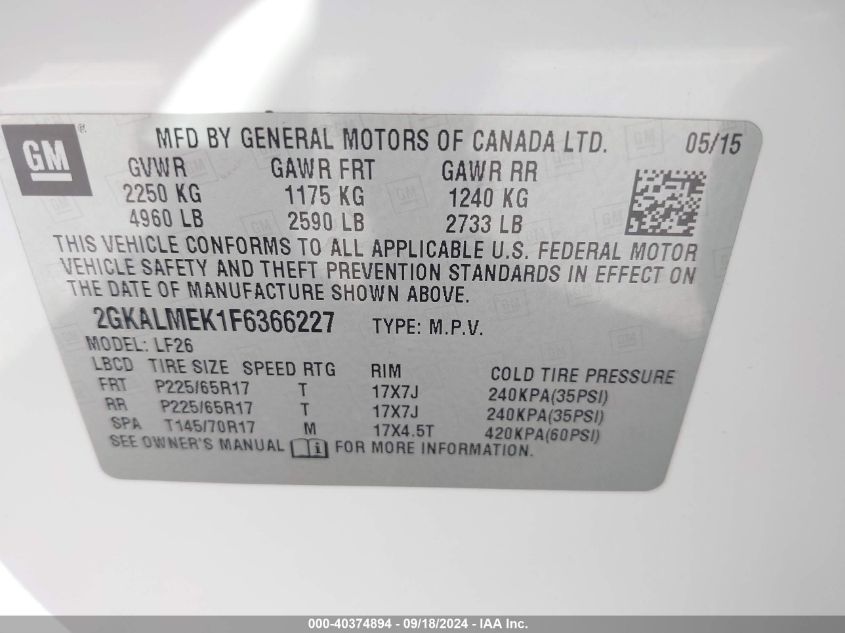 GM ® MFD BY GENERAL MOTORS OF CANADA LTD. 05/15
GVWR GAWR FRT GAWR RR
2250 KG 1175 KG 1240 KG
4960 LB 2590 LB 2733 LB
THIS VEHICLE CONFORMS TO ALL APPLICABLE U.S. FEDERAL MOTOR
VEHICLE SAFETY AND THEFT PREVENTION STANDARDS IN EFFECT ON
THE DATE OF MANUFACTURE SHOWN ABOVE.
2GKALMEK1F6366227 TYPE: M.P.V.
MODEL: LF26
LBCD TIRE SIZE SPEED RTG RIM COLD TIRE PRESSURE
FRT P225/65R17 T 17X7J 240KPA(35PSI)
RR P225/65R17 T 17X7J 240KPA(35PSI)
SPA T145/70R17 M 17X4.5T 420KPA(60PSI)
SEE OWNER'S MANUAL i FOR MORE INFORMATION.
000-40374894 - 09/18/2024 - IAA Inc.